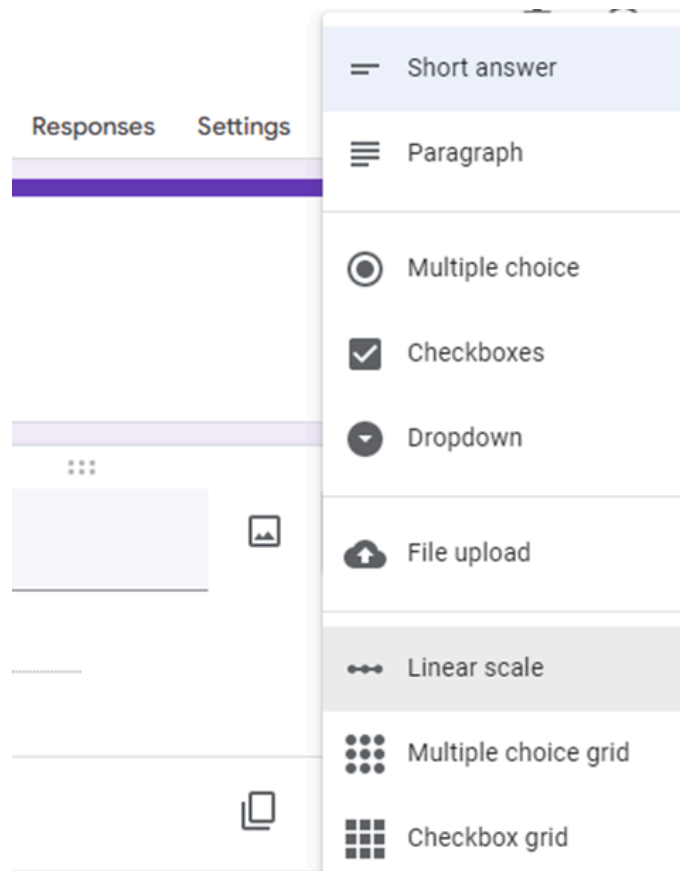 Responses Settings
Short answer
Paragraph
Multiple choice
Checkboxes
Dropdown
File upload
Linear scale
Multiple choice grid
Checkbox grid